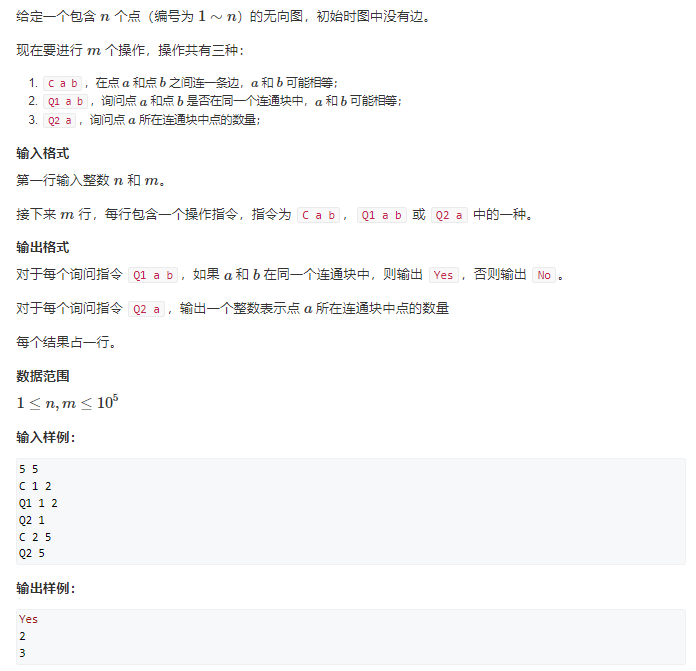 给定一个包含 n 个点（编号为 1 ~ n）的无向图，初始时图中没有边。
现在要进行 m 个操作，操作共有三种：
1. C a b ，在点 a 和点 b 之间连一条边，a 和 b 可能相等；
2. Q1 a b ，询问点 a 和点 b 是否在同一个连通块中，a 和 b 可能相等；
3. Q2 a ，询问点 a 所在连通块中点的数量；
输入格式
第一行输入整数 n 和 m。
接下来 m 行，每行包含一个操作指令，指令为 C a b ， Q1 a b 或 Q2 a 中的一种。
输出格式
对于每个询问指令 Q1 a b ，如果 a 和 b 在同一个连通块中，则输出 Yes ，否则输出 No 。
对于每个询问指令 Q2 a ，输出一个整数表示点 a 所在连通块中点的数量
每个结果占一行。
数据范围
1 ≤ n, m ≤ 10⁵
输入样例：
5 5
C 1 2
Q1 1 2
Q2 1
C 2 5
Q2 5
输出样例：
Yes
2
3